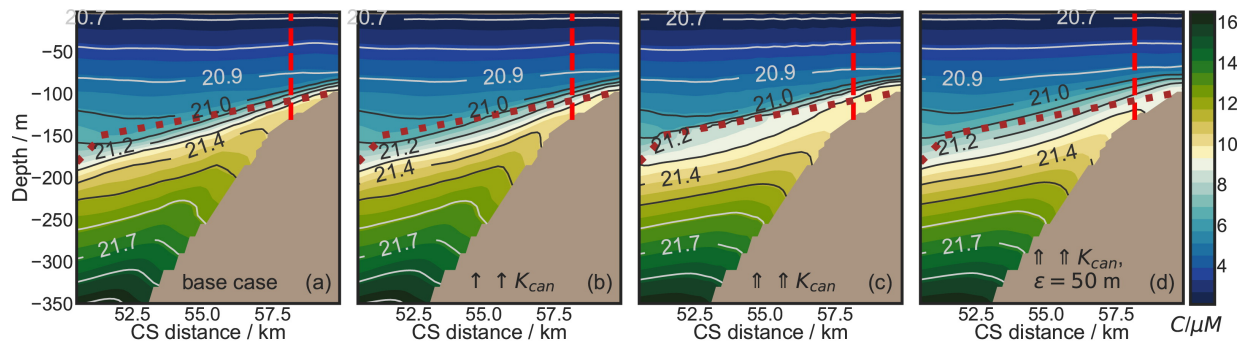 20.7
20.9
21.0
21.2
21.4
21.7
base case
(a)
20.7
20.9
21.0
21.2
21.4
21.7
↑ ↑ K_can
(b)
20.7
20.9
21.0
21.2
21.4
21.7
⇑ ⇑ K_can
(c)
20.7
20.9
21.0
21.2
21.4
21.7
⇑ ⇑ K_can,
ε = 50 m
(d)
−50
−100
−150
−200
−250
−300
−350
Depth / m
52.5 55.0 57.5
CS distance / km
52.5 55.0 57.5
CS distance / km
52.5 55.0 57.5
CS distance / km
52.5 55.0 57.5
CS distance / km
16
14
12
10
8
6
4
C/μM